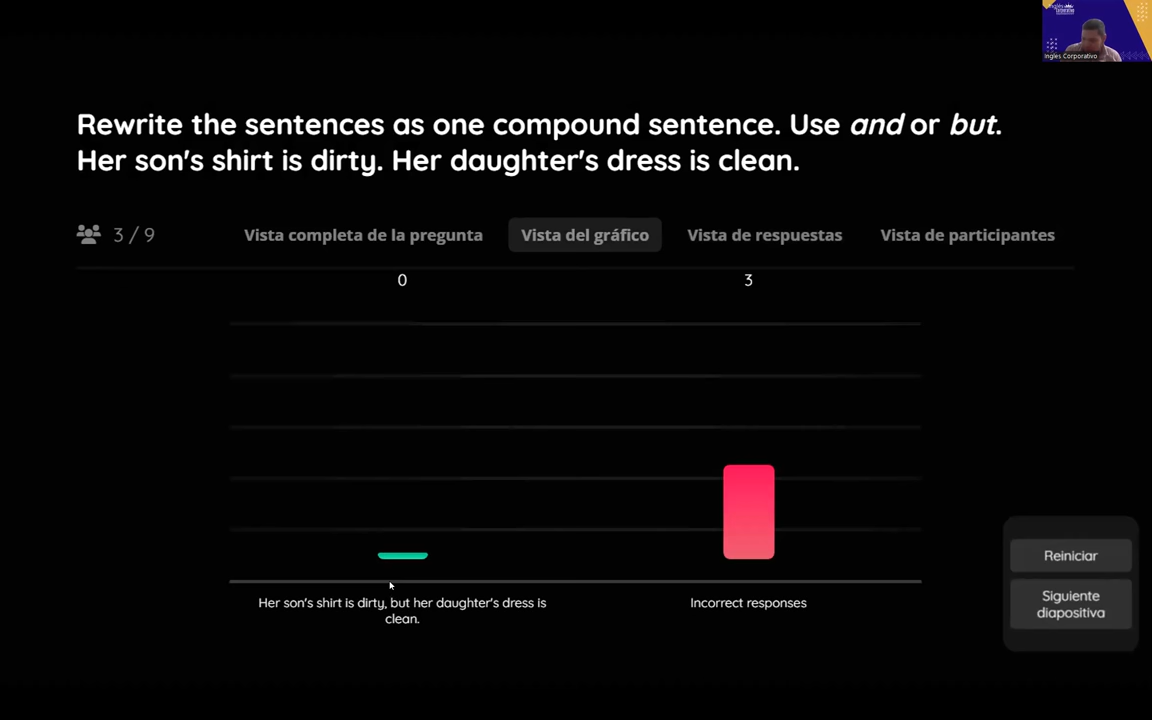 Ingles Corporativo
Rewrite the sentences as one compound sentence. Use and or but.
Her son's shirt is dirty. Her daughter's dress is clean.
3 / 9
Vista completa de la pregunta
Vista del gráfico
Vista de respuestas
Vista de participantes
0
3
Her son's shirt is dirty, but her daughter's dress is
clean.
Incorrect responses
Reiniciar
Siguiente
diapositiva